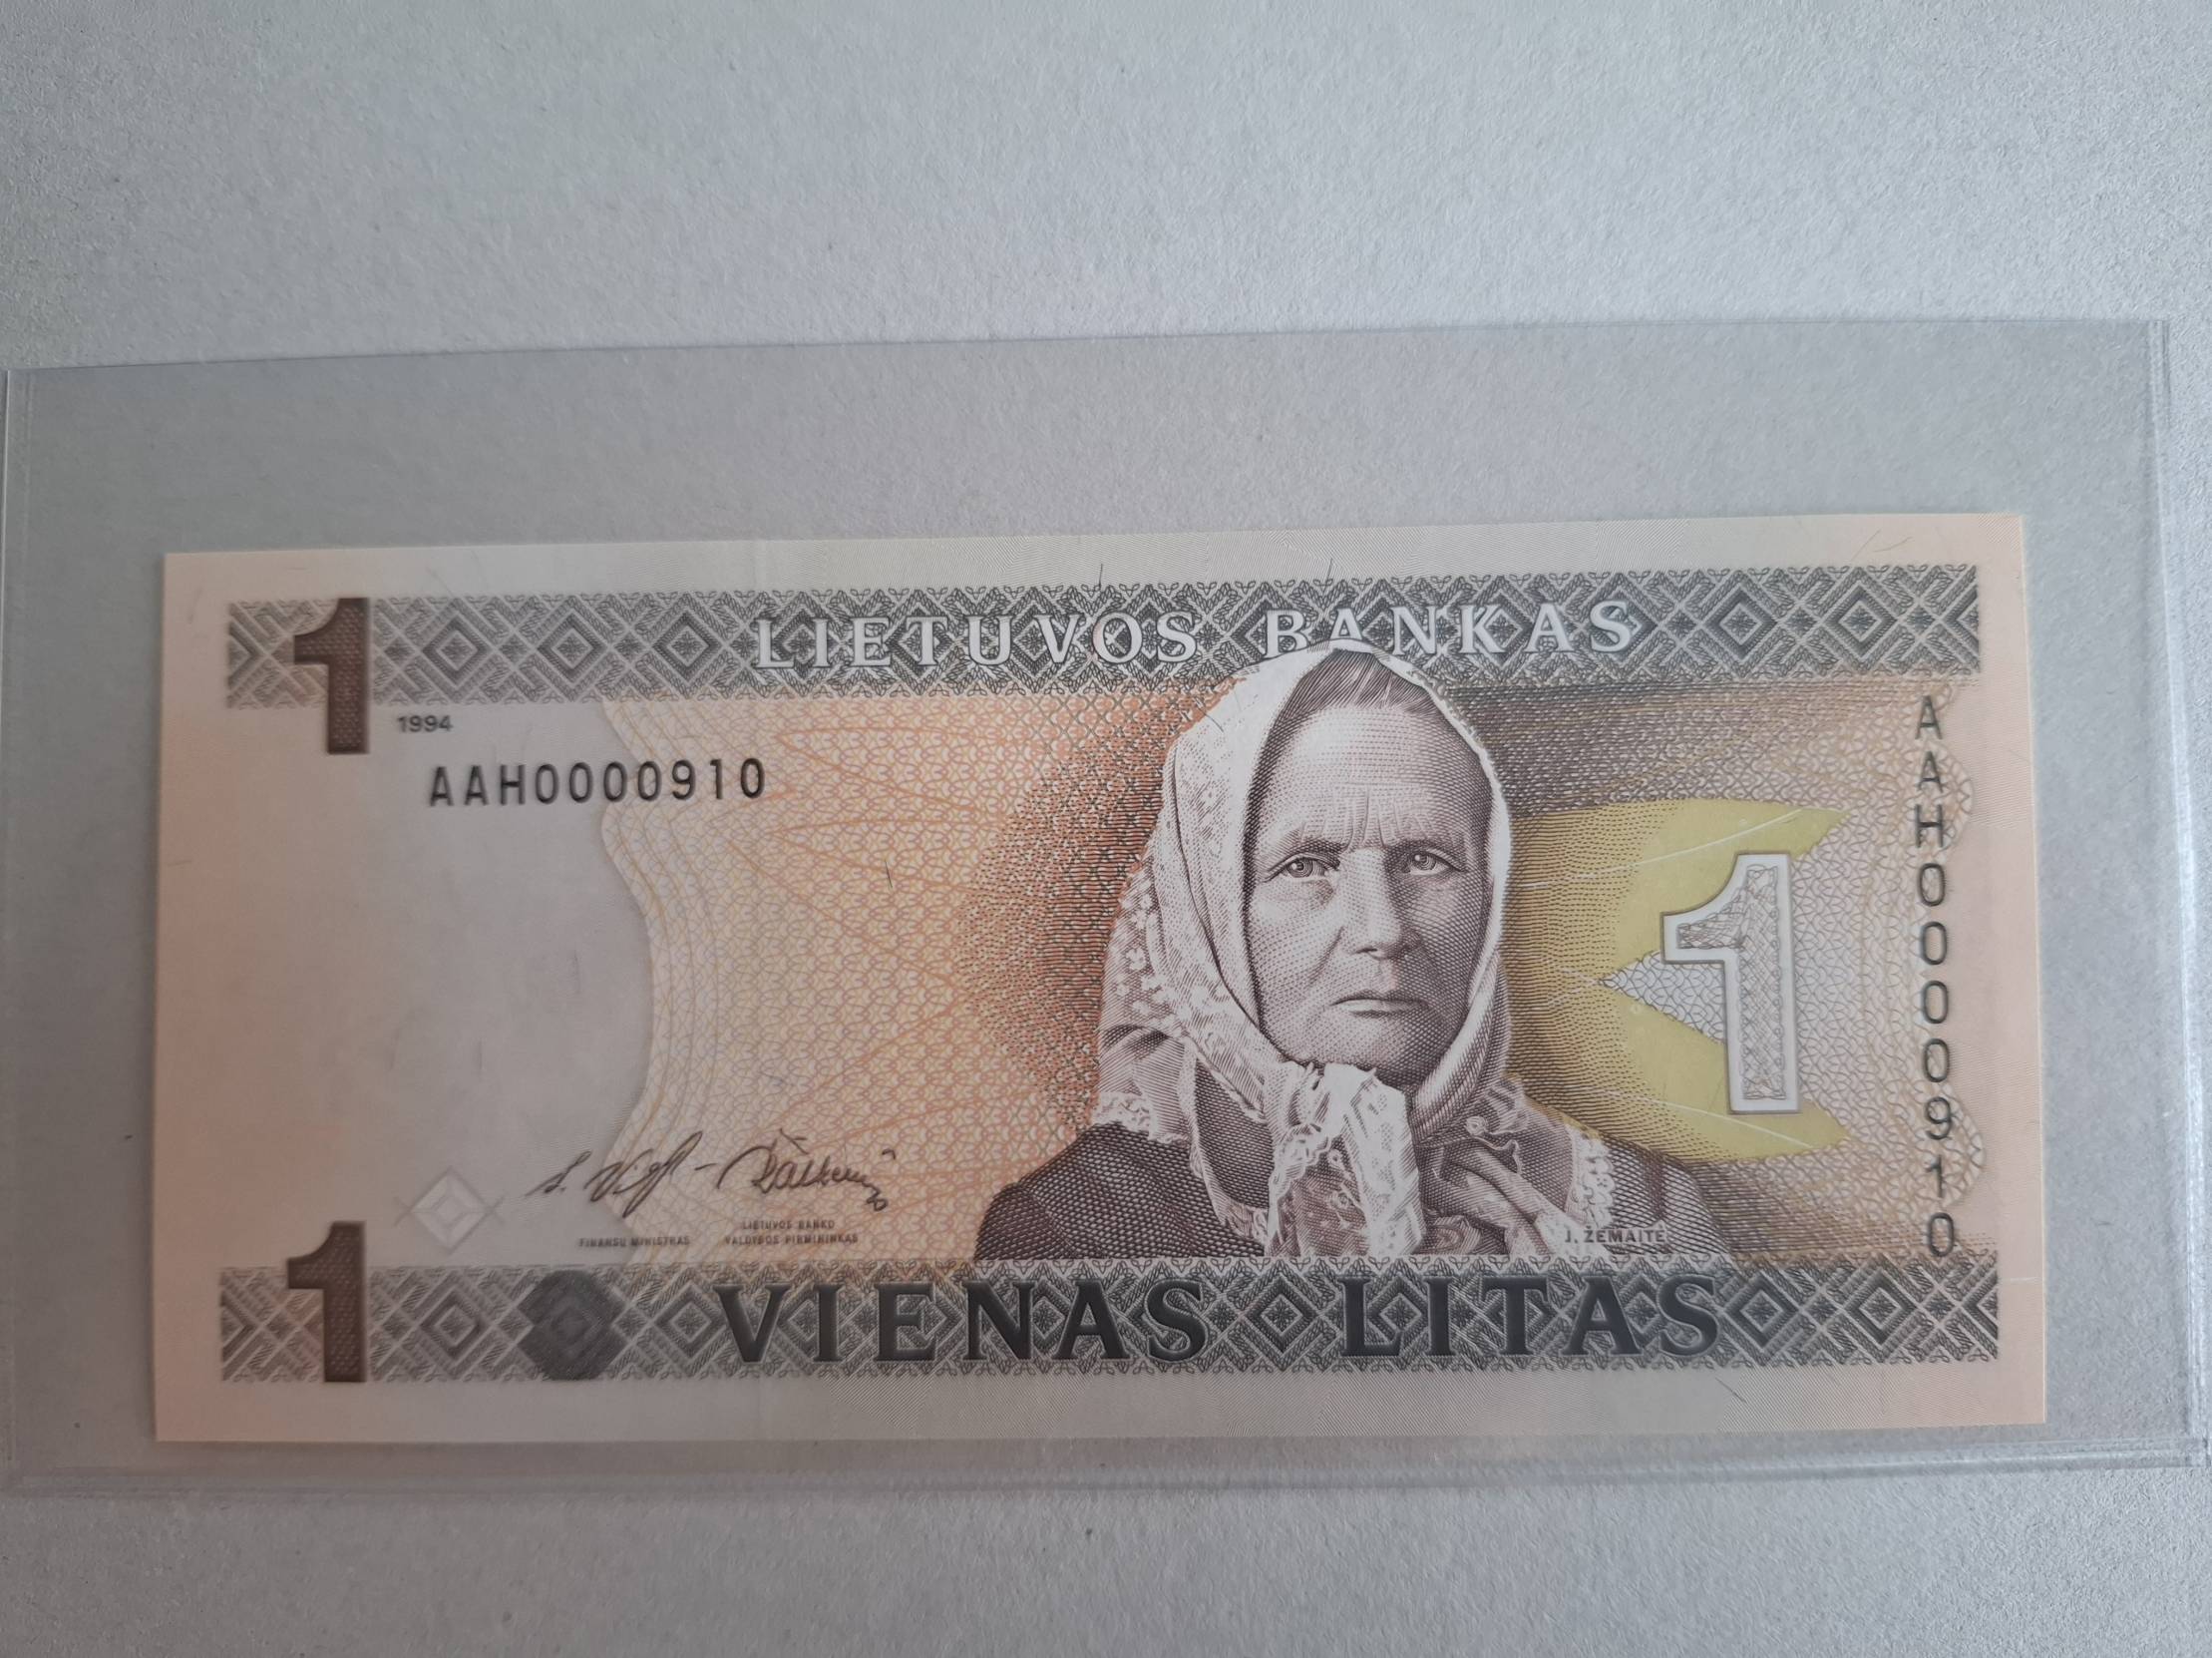 1
LIETUVOS BANKAS
1994
AAH0000910
AAH0000910
1
LIETUVOS BANKO
FINANSŲ MINISTRAS
VALDYBOS PIRMININKAS
J. ŽEMAITĖ
1
VIENAS LITAS